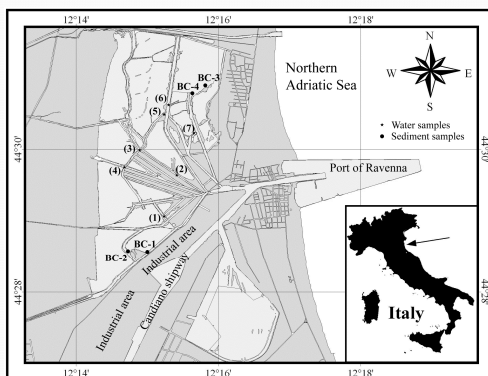 12°14'
12°16'
12°18'
BC-3
BC-4
Northern
Adriatic Sea
N
W
E
S
(6)
(5)
(7)
Water samples
Sediment samples
44°30'
44°30'
(3)
(4)
(2)
Port of Ravenna
(1)
BC-1
BC-2
Industrial area
Industrial area
Candiano shipway
44°28'
44°28'
Italy
12°14'
12°16'
12°18'